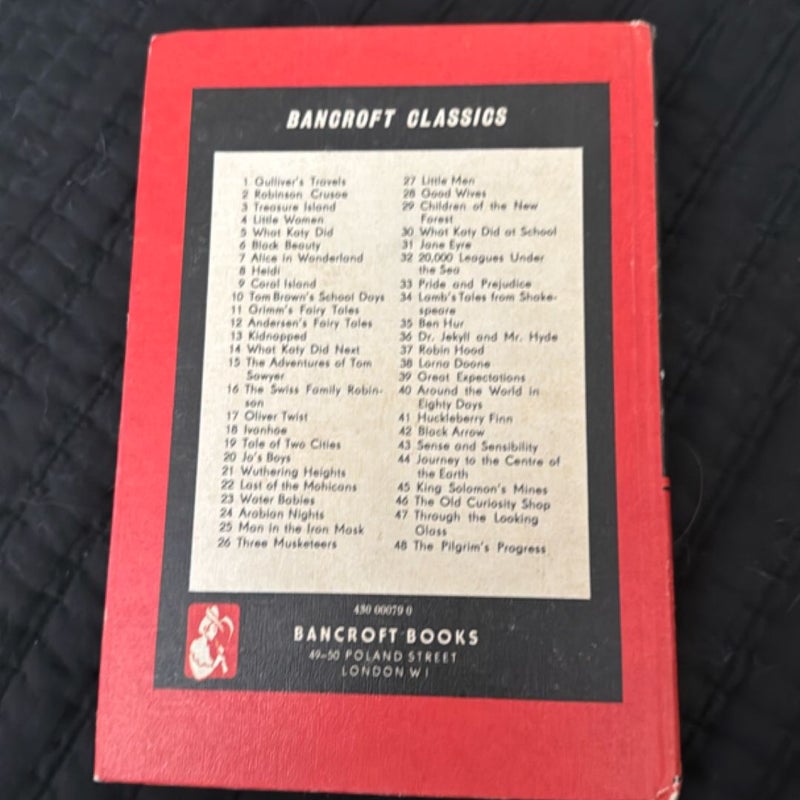 BANCROFT CLASSICS
1 Gulliver's Travels
2 Robinson Crusoe
3 Treasure Island
4 Little Women
5 What Katy Did
6 Black Beauty
7 Alice in Wonderland
8 Heidi
9 Coral Island
10 Tom Brown's School Days
11 Grimm's Fairy Tales
12 Andersen's Fairy Tales
13 Kidnapped
14 What Katy Did Next
15 The Adventures of Tom
Sawyer
16 The Swiss Family Robin-
son
17 Oliver Twist
18 Ivanhoe
19 Tale of Two Cities
20 Jo's Boys
21 Wuthering Heights
22 Last of the Mohicans
23 Water Babies
24 Arabian Nights
25 Man in the Iron Mask
26 Three Musketeers
27 Little Men
28 Good Wives
29 Children of the New
Forest
30 What Katy Did at School
31 Jane Eyre
32 20,000 Leagues Under
the Sea
33 Pride and Prejudice
34 Lamb's Tales from Shake-
speare
35 Ben Hur
36 Dr. Jekyll and Mr. Hyde
37 Robin Hood
38 Lorna Doone
39 Great Expectations
40 Around the World in
Eighty Days
41 Huckleberry Finn
42 Black Arrow
43 Sense and Sensibility
44 Journey to the Centre of
the Earth
45 King Solomon's Mines
46 The Old Curiosity Shop
47 Through the Looking
Glass
48 The Pilgrim's Progress
430 00079 0
BANCROFT BOOKS
49-50 POLAND STREET
LONDON W1